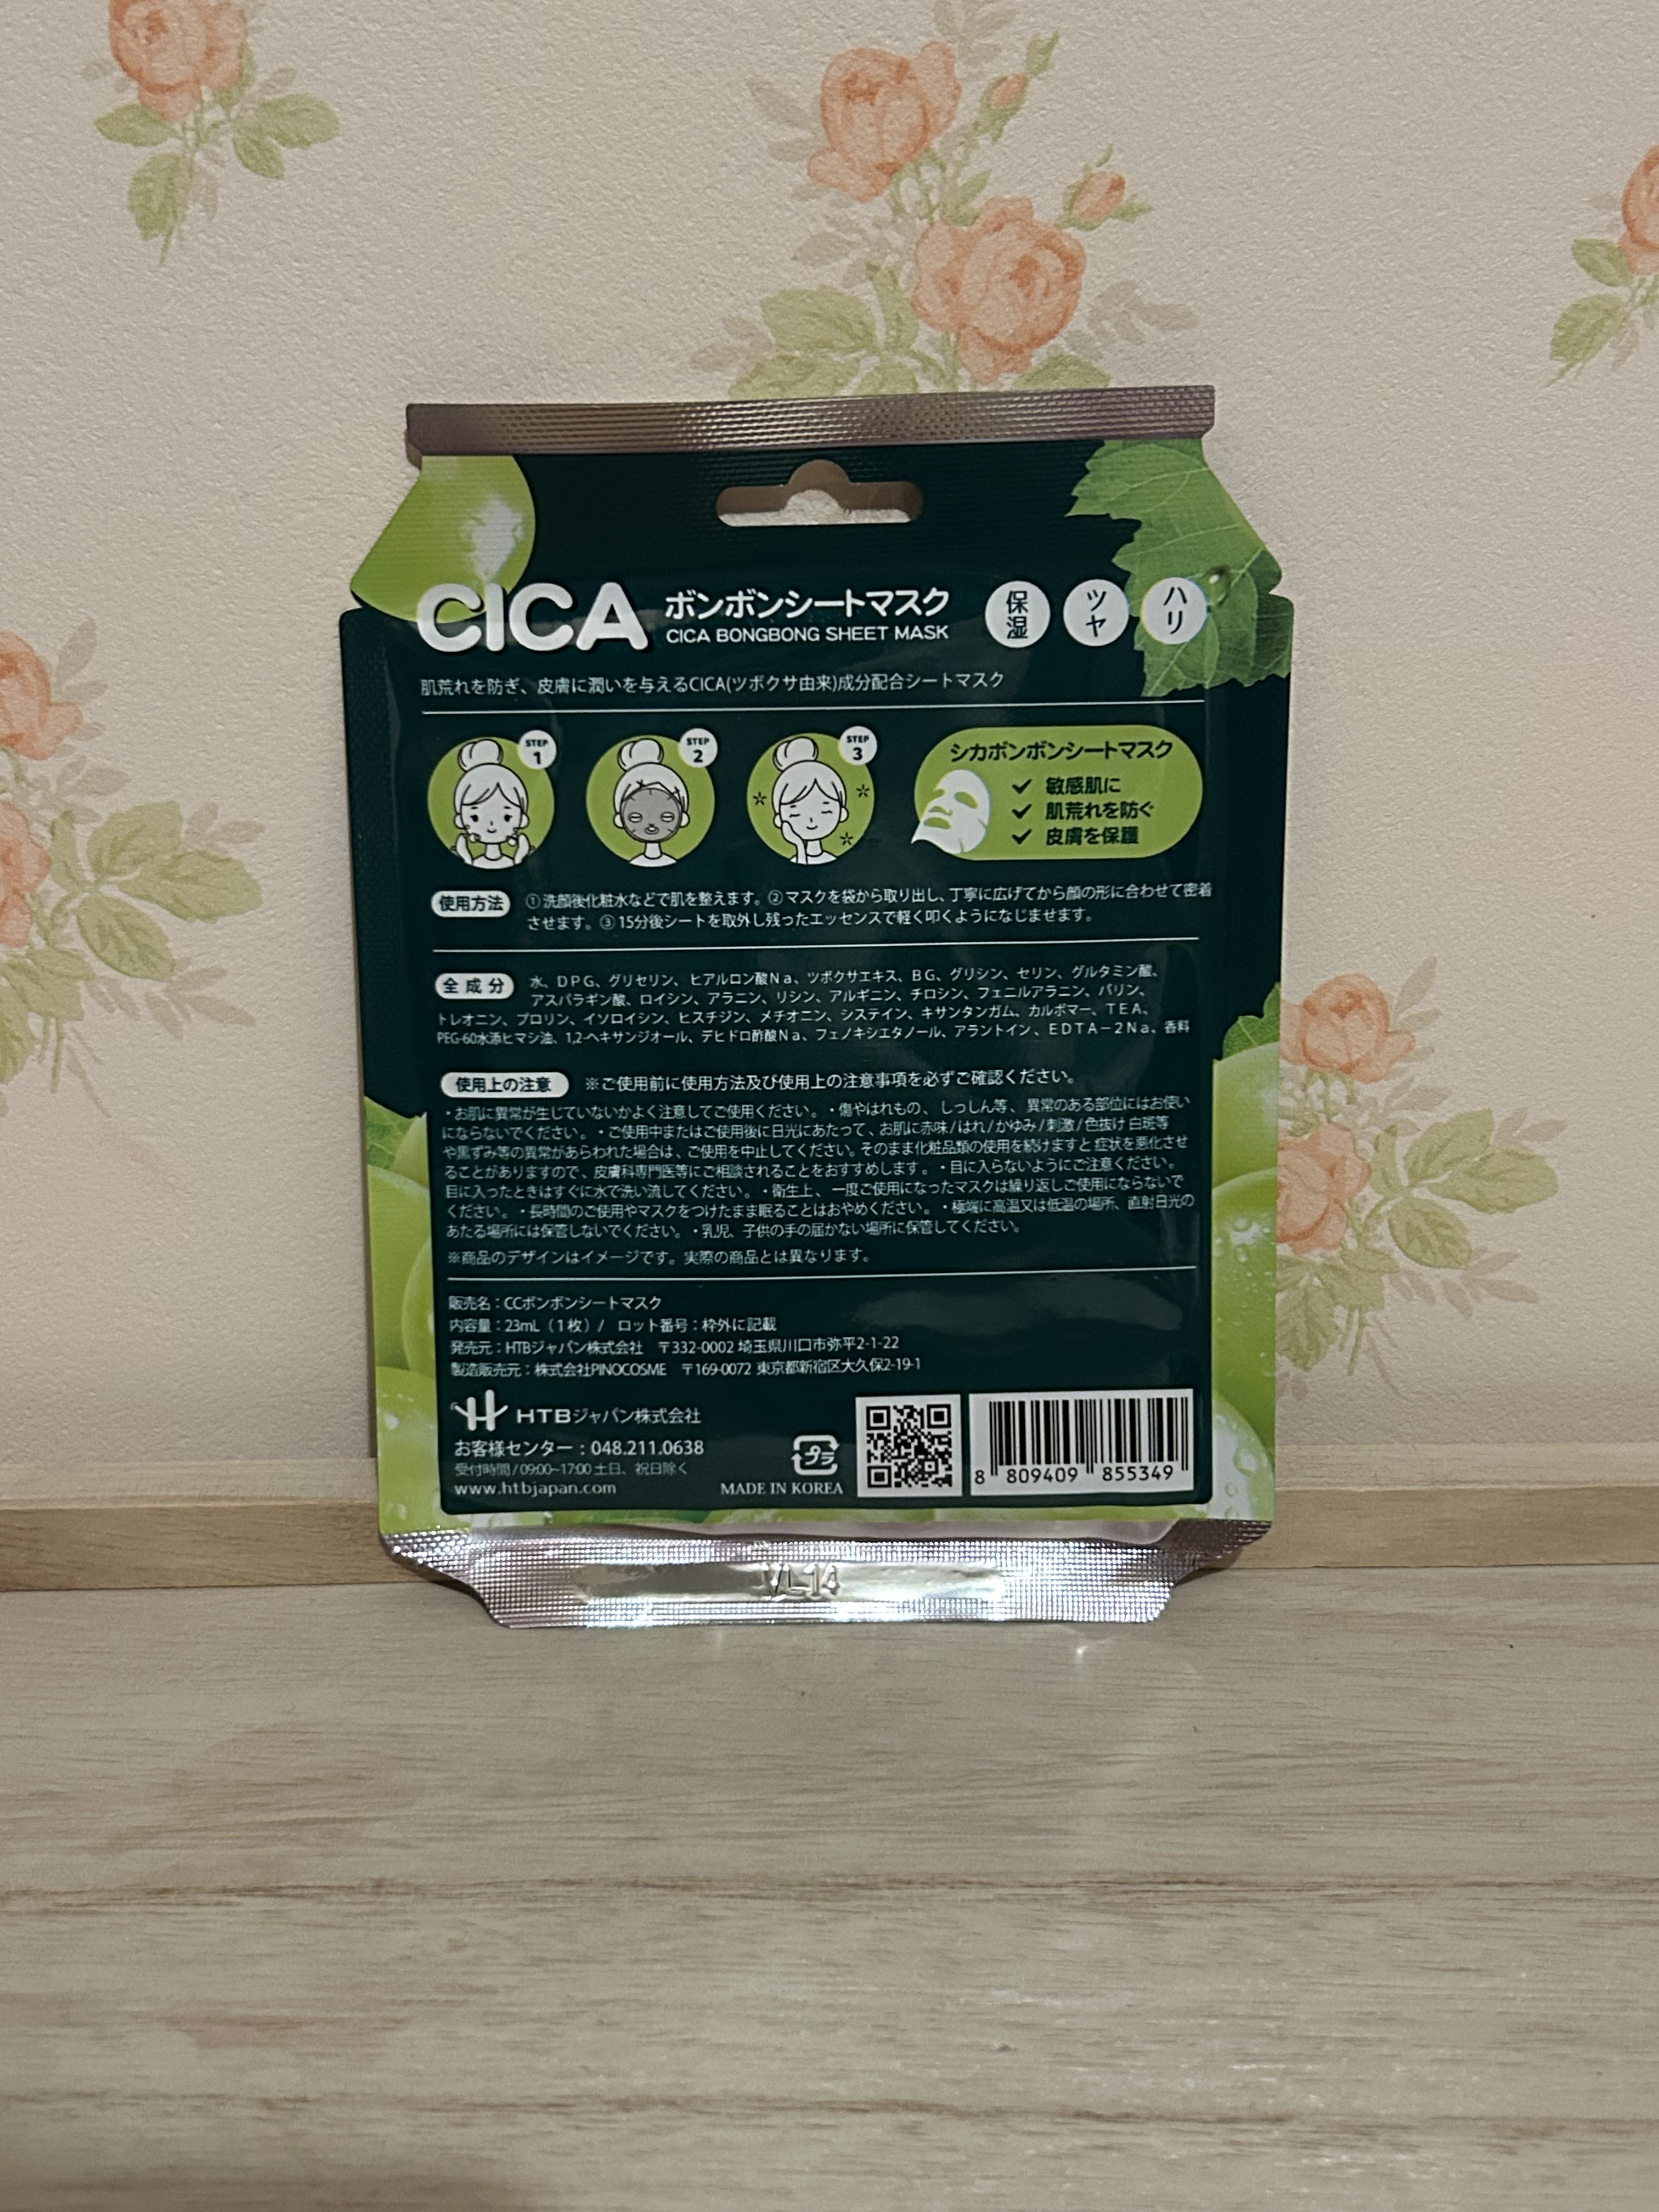 CICA ボンボンシートマスク
CICA BONGBONG SHEET MASK
保湿 ツヤ ハリ
肌荒れを防ぎ、皮膚に潤いを与えるCICA(ツボクサ由来)成分配合シートマスク
STEP 1
STEP 2
STEP 3
シカボンボンシートマスク
✓ 敏感肌に
✓ 肌荒れを防ぐ
✓ 皮膚を保護
使用方法 ①洗顔後化粧水などで肌を整えます。②マスクを袋から取り出し、丁寧に広げてから顔の形に合わせて密着
させます。③15分後シートを取外し残ったエッセンスで軽く叩くようになじませます。
全成分 水、DPG、グリセリン、ヒアルロン酸Na、ツボクサエキス、BG、グリシン、セリン、グルタミン酸、
アスパラギン酸、ロイシン、アラニン、リシン、アルギニン、チロシン、フェニルアラニン、バリン、
トレオニン、プロリン、イソロイシン、ヒスチジン、メチオニン、システイン、キサンタンガム、カルボマー、TEA、
PEG-60水添ヒマシ油、1,2-ヘキサンジオール、デヒドロ酢酸Na、フェノキシエタノール、アラントイン、EDTA-2Na、香料
使用上の注意 ※ご使用前に使用方法及び使用上の注意事項を必ずご確認ください。
・お肌に異常が生じていないかよく注意してご使用ください。・傷やはれもの、しっしん等、異常のある部位にはお使い
にならないでください。・ご使用中またはご使用後に日光にあたって、お肌に赤味/はれ/かゆみ/刺激/色抜け 白斑等
や黒ずみ等の異常があらわれた場合は、ご使用を中止してください。そのまま化粧品類の使用を続けますと症状を悪化させ
ることがありますので、皮膚科専門医等にご相談されることをおすすめします。・目に入らないようにご注意ください。
目に入ったときはすぐに水で洗い流してください。・衛生上、一度ご使用になったマスクは繰り返しご使用にならないで
ください。・長時間のご使用やマスクをつけたまま眠ることはおやめください。・極端に高温又は低温の場所、直射日光の
あたる場所には保管しないでください。・乳児、子供の手の届かない場所に保管してください。
※商品のデザインはイメージです。実際の商品とは異なります。
販売名：CCボンボンシートマスク
内容量：23mL（1枚）/ ロット番号：枠外に記載
発売元：HTBジャパン株式会社 〒332-0002 埼玉県川口市弥平2-1-22
製造販売元：株式会社PINOCOSME 〒169-0072 東京都新宿区大久保2-19-1
HTBジャパン株式会社
お客様センター：048.211.0638
受付時間/09:00~17:00 土日、祝日除く
www.htbjapan.com
プラ
MADE IN KOREA
8 809409 855349